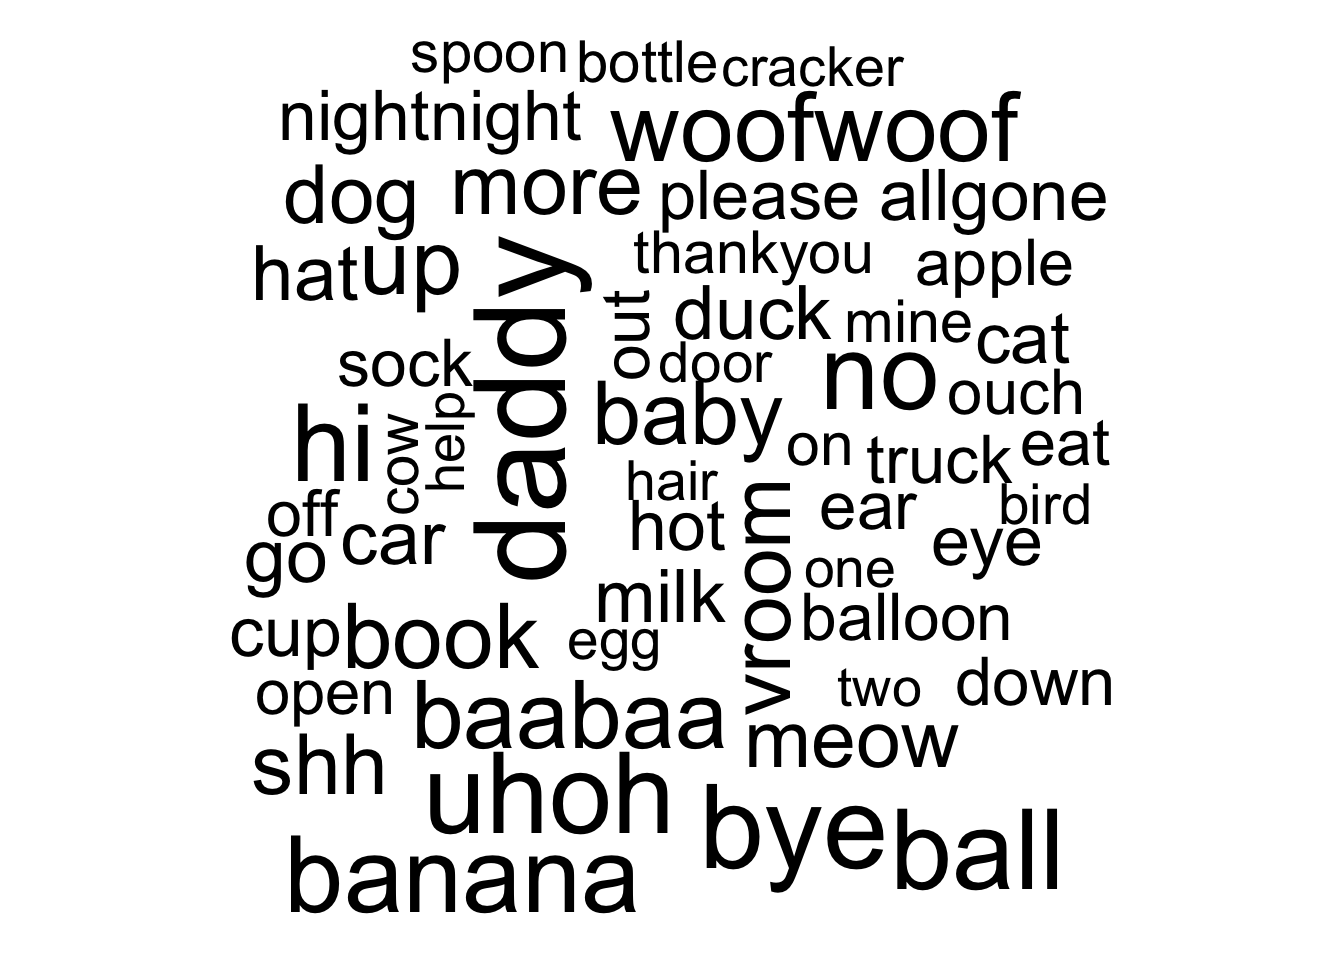 spoon bottle cracker
nightnight woofwoof
dog more please allgone
hat up daddy thankyou apple
out duck mine cat
sock door no
hi cow help baby ouch
on truck eat
off hair ear bird
go car hot vroom eye
milk one
cup book egg balloon
open baabaa two down
shh meow
uhoh bye ball
banana